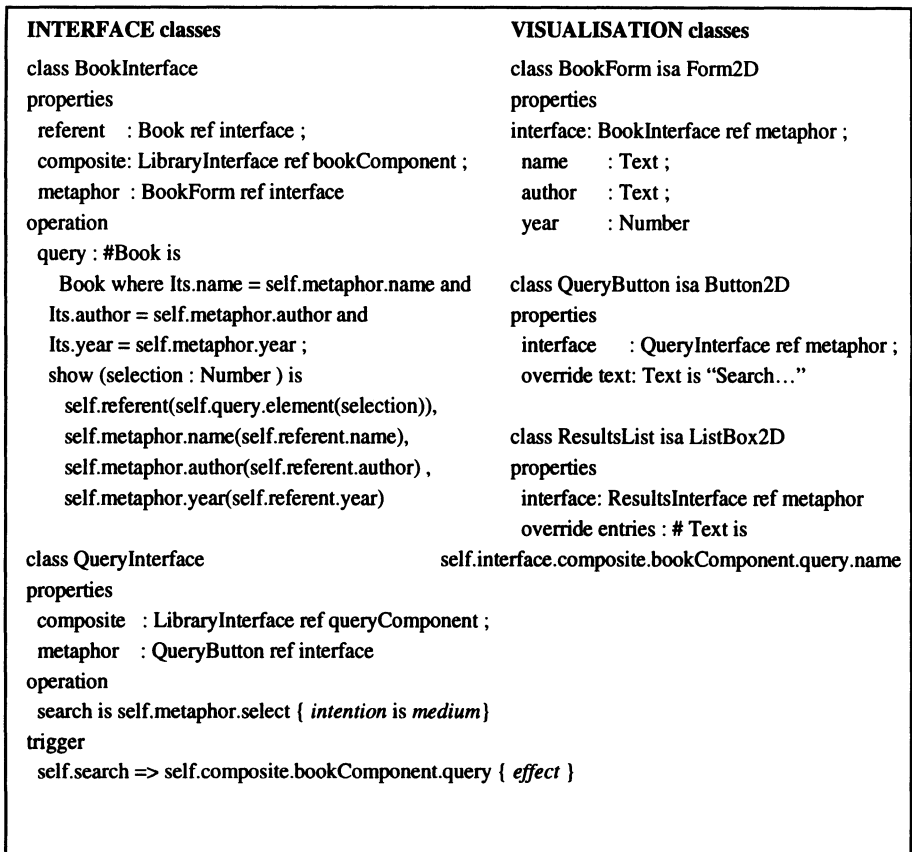 INTERFACE classes
class BookInterface
properties
referent : Book ref interface ;
composite: LibraryInterface ref bookComponent ;
metaphor : BookForm ref interface
operation
query : #Book is
Book where Its.name = self.metaphor.name and
Its.author = self.metaphor.author and
Its.year = self.metaphor.year ;
show (selection : Number ) is
self.referent(self.query.element(selection)),
self.metaphor.name(self.referent.name),
self.metaphor.author(self.referent.author) ,
self.metaphor.year(self.referent.year)
class QueryInterface
properties
composite : LibraryInterface ref queryComponent ;
metaphor : QueryButton ref interface
operation
search is self.metaphor.select { intention is medium}
trigger
self.search => self.composite.bookComponent.query { effect }
VISUALISATION classes
class BookForm isa Form2D
properties
interface: BookInterface ref metaphor ;
name : Text ;
author : Text ;
year : Number
class QueryButton isa Button2D
properties
interface : QueryInterface ref metaphor ;
override text: Text is “Search…”
class ResultsList isa ListBox2D
properties
interface: ResultsInterface ref metaphor
override entries : # Text is
self.interface.composite.bookComponent.query.name